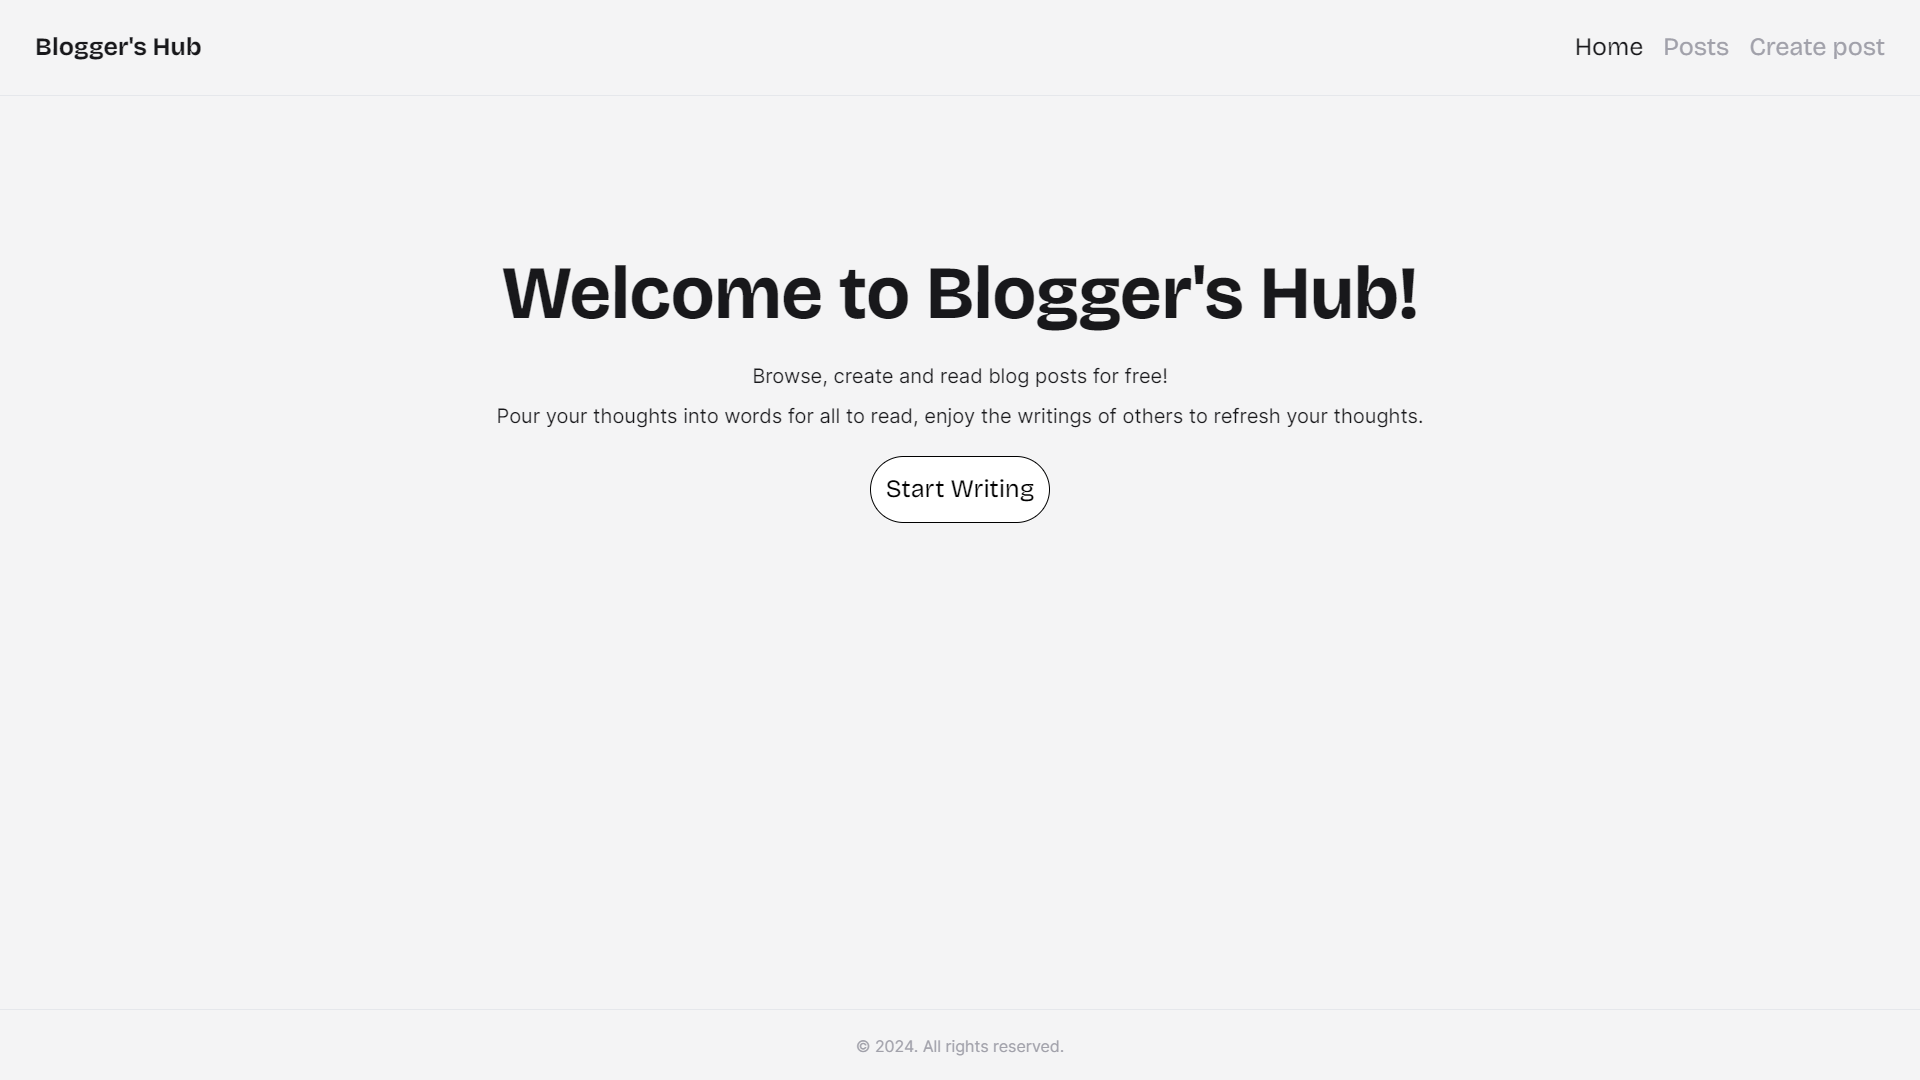 Blogger's Hub
Home Posts Create post
Welcome to Blogger's Hub!
Browse, create and read blog posts for free!
Pour your thoughts into words for all to read, enjoy the writings of others to refresh your thoughts.
Start Writing
© 2024. All rights reserved.